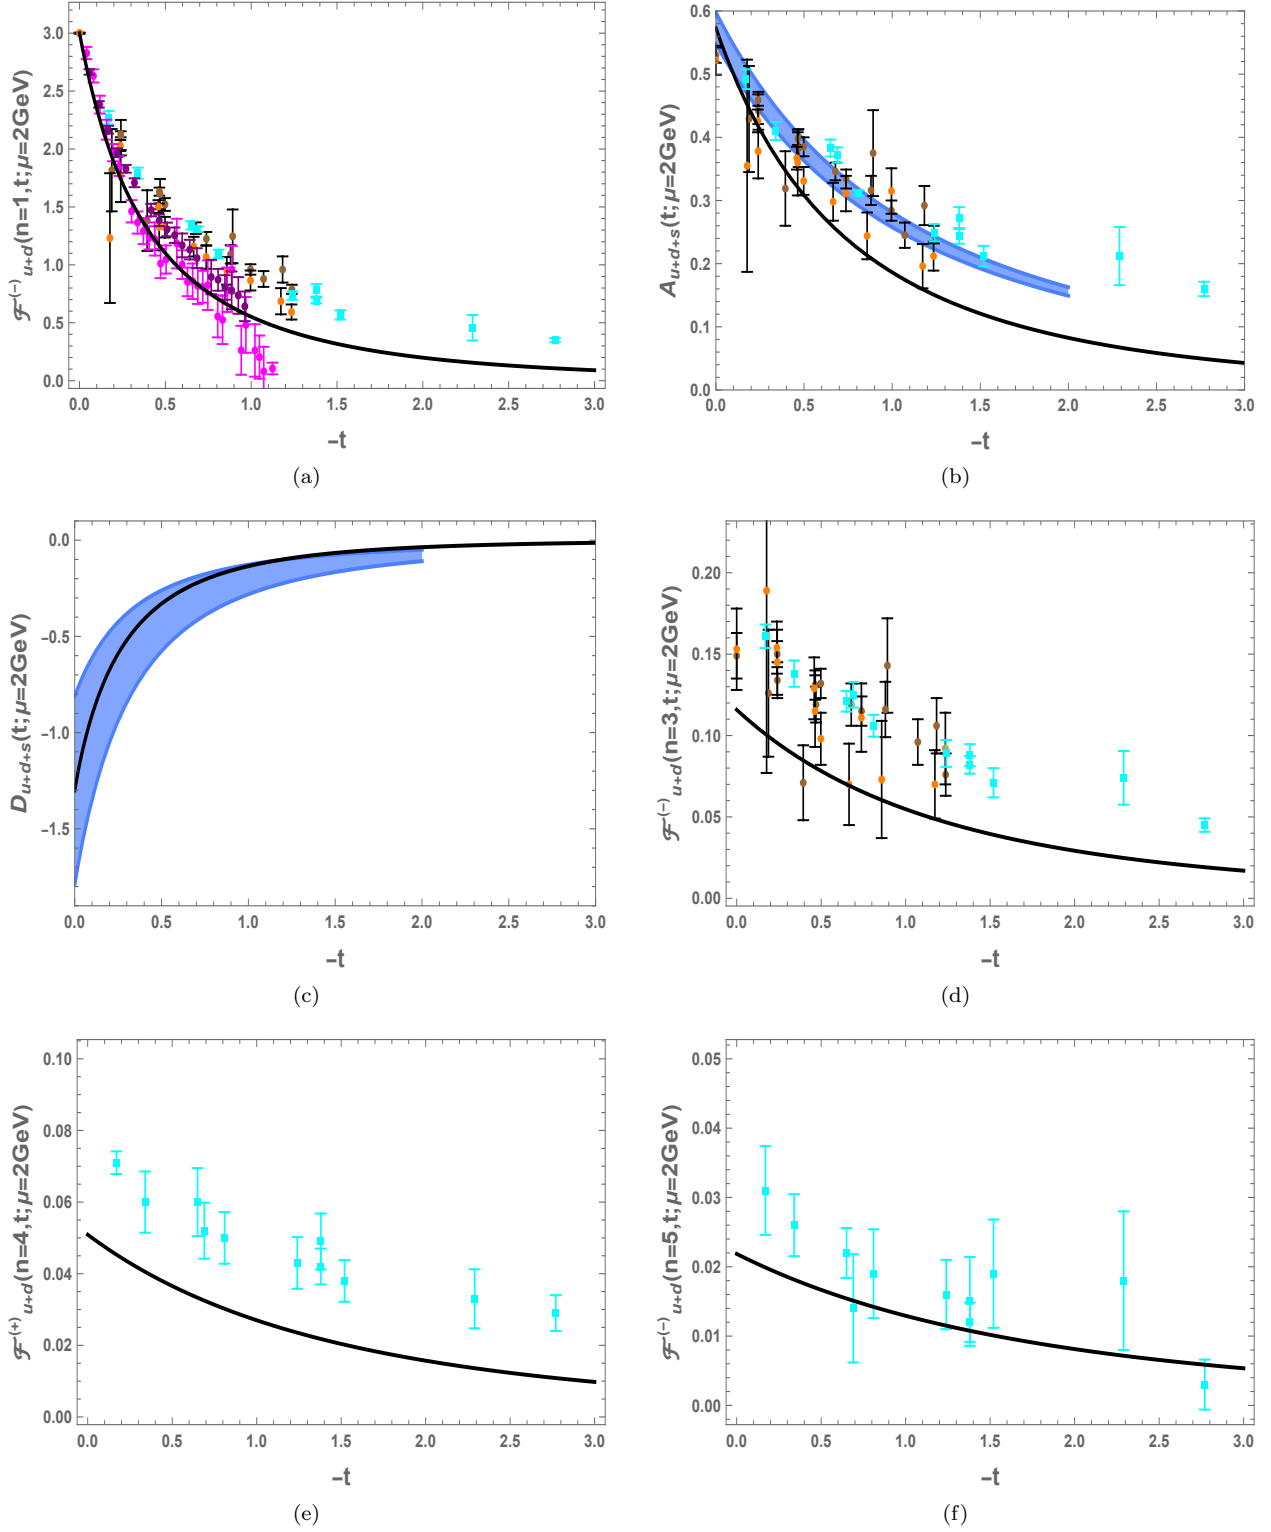 ℱ⁽⁻⁾u+d(n=1,t;μ=2GeV)
3.0
2.5
2.0
1.5
1.0
0.5
0.0
0.0 0.5 1.0 1.5 2.0 2.5 3.0
-t
(a)
Au+d+s(t;μ=2GeV)
0.6
0.5
0.4
0.3
0.2
0.1
0.0
0.0 0.5 1.0 1.5 2.0 2.5 3.0
-t
(b)
Du+d+s(t;μ=2GeV)
0.0
-0.5
-1.0
-1.5
0.0 0.5 1.0 1.5 2.0 2.5 3.0
-t
(c)
ℱ⁽⁻⁾u+d(n=3,t;μ=2GeV)
0.20
0.15
0.10
0.05
0.00
0.0 0.5 1.0 1.5 2.0 2.5 3.0
-t
(d)
ℱ⁽⁺⁾u+d(n=4,t;μ=2GeV)
0.10
0.08
0.06
0.04
0.02
0.00
0.0 0.5 1.0 1.5 2.0 2.5 3.0
-t
(e)
ℱ⁽⁻⁾u+d(n=5,t;μ=2GeV)
0.05
0.04
0.03
0.02
0.01
0.00
0.0 0.5 1.0 1.5 2.0 2.5 3.0
-t
(f)